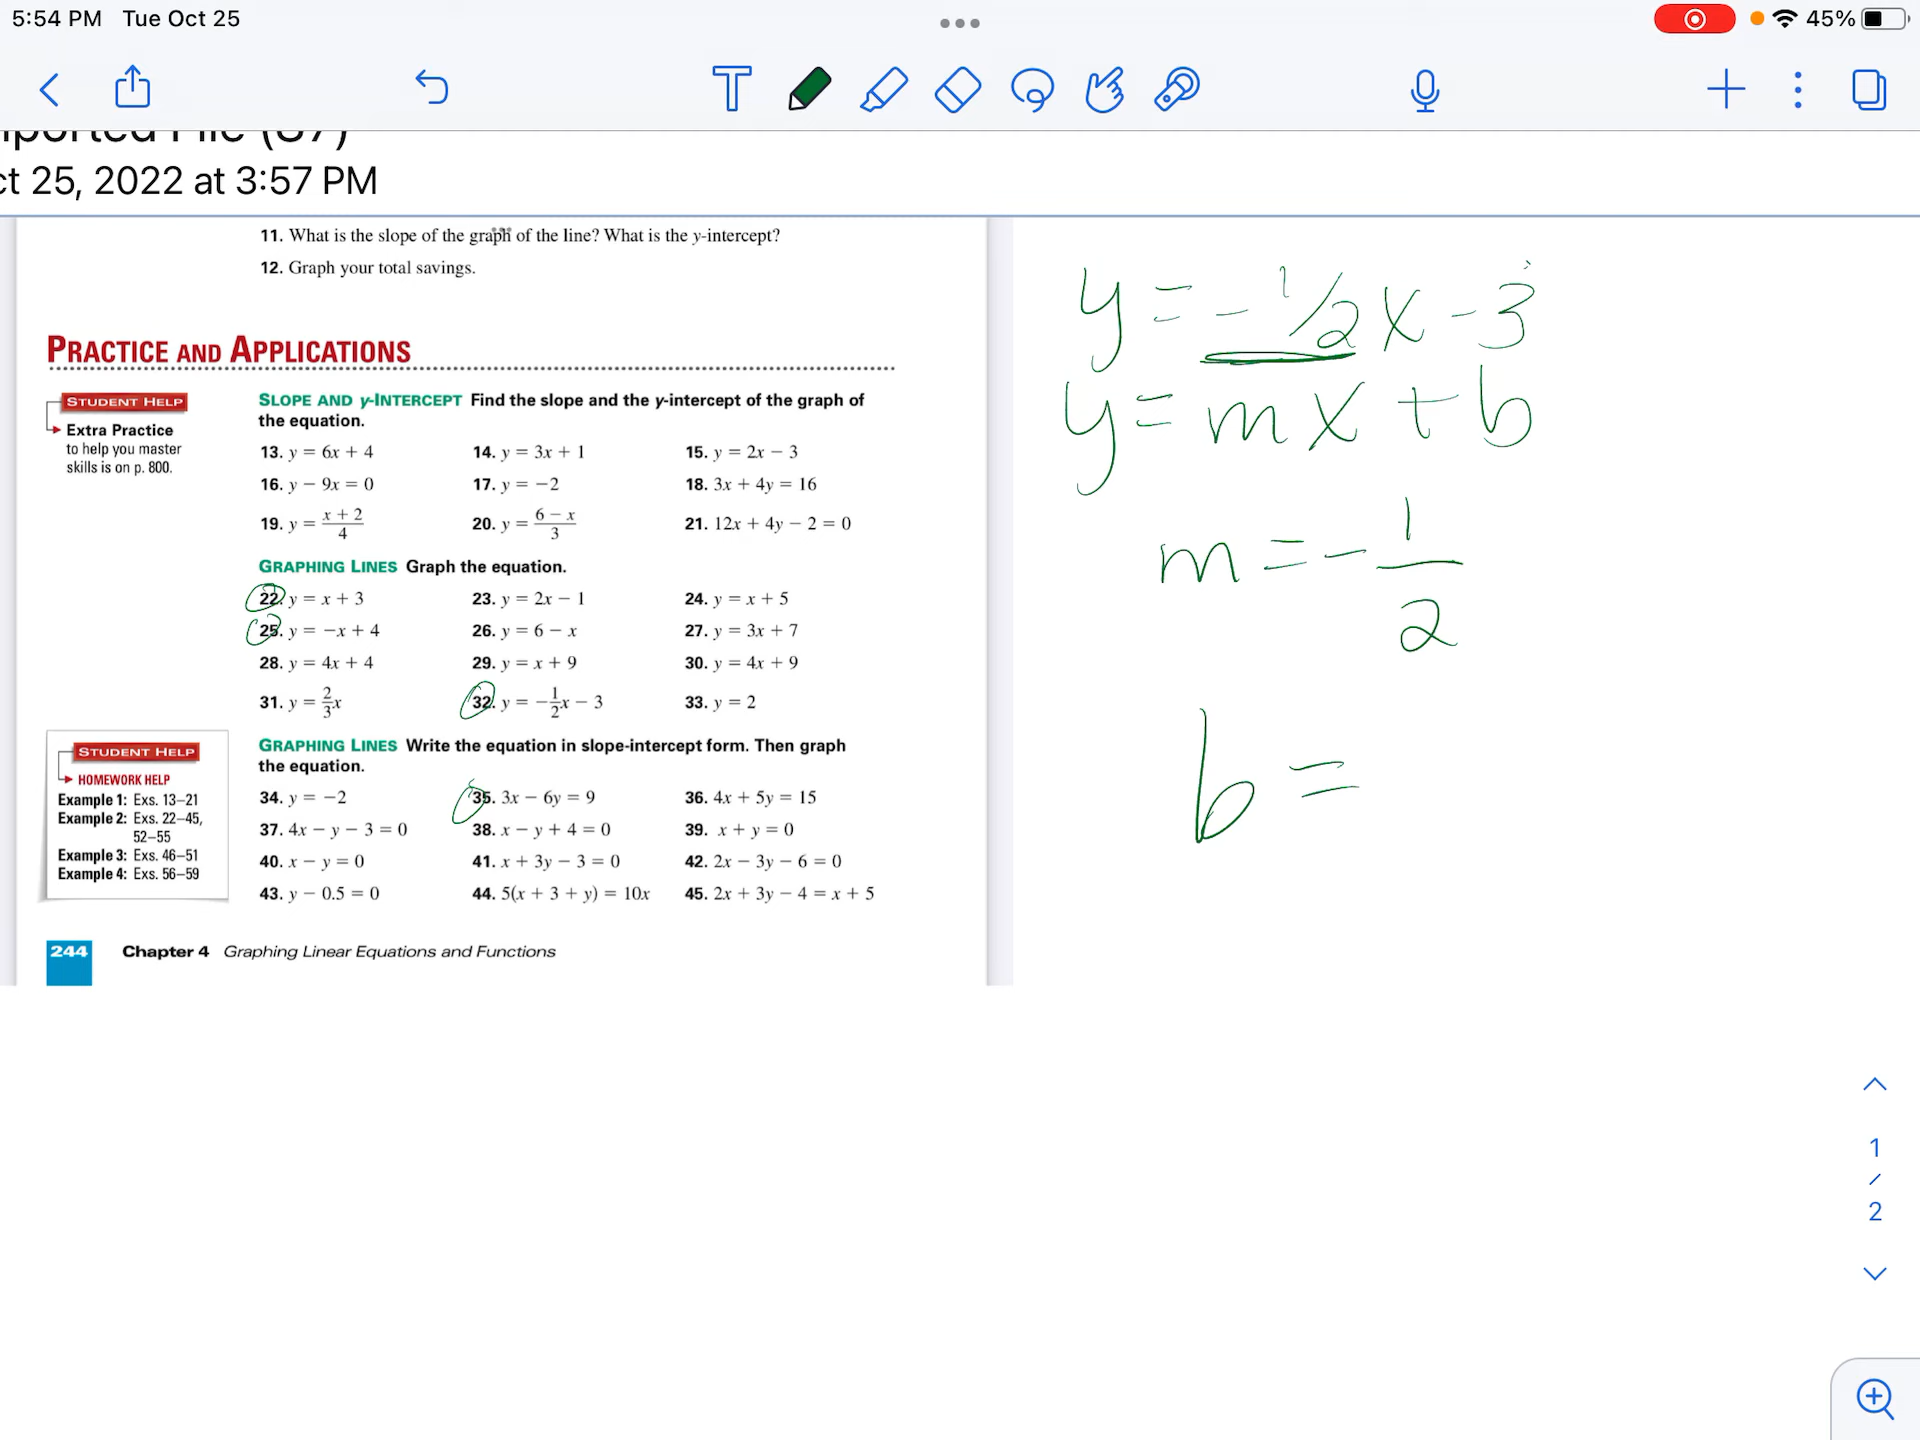 5:54 PM Tue Oct 25
45%
ct 25, 2022 at 3:57 PM
11. What is the slope of the graph of the line? What is the y-intercept?
12. Graph your total savings.
PRACTICE AND APPLICATIONS
STUDENT HELP
Extra Practice
to help you master
skills is on p. 800.
SLOPE AND y-INTERCEPT Find the slope and the y-intercept of the graph of
the equation.
13. y = 6x + 4 14. y = 3x + 1 15. y = 2x − 3
16. y − 9x = 0 17. y = −2 18. 3x + 4y = 16
19. y = (x + 2)/4 20. y = (6 − x)/3 21. 12x + 4y − 2 = 0
GRAPHING LINES Graph the equation.
22. y = x + 3 23. y = 2x − 1 24. y = x + 5
25. y = −x + 4 26. y = 6 − x 27. y = 3x + 7
28. y = 4x + 4 29. y = x + 9 30. y = 4x + 9
31. y = 2/3x 32. y = −1/2x − 3 33. y = 2
STUDENT HELP
HOMEWORK HELP
Example 1: Exs. 13–21
Example 2: Exs. 22–45,
52–55
Example 3: Exs. 46–51
Example 4: Exs. 56–59
GRAPHING LINES Write the equation in slope-intercept form. Then graph
the equation.
34. y = −2 35. 3x − 6y = 9 36. 4x + 5y = 15
37. 4x − y − 3 = 0 38. x − y + 4 = 0 39. x + y = 0
40. x − y = 0 41. x + 3y − 3 = 0 42. 2x − 3y − 6 = 0
43. y − 0.5 = 0 44. 5(x + 3 + y) = 10x 45. 2x + 3y − 4 = x + 5
244 Chapter 4 Graphing Linear Equations and Functions
y = -1/2x - 3
y = mx + b
m = -1/2
b =
1
/
2